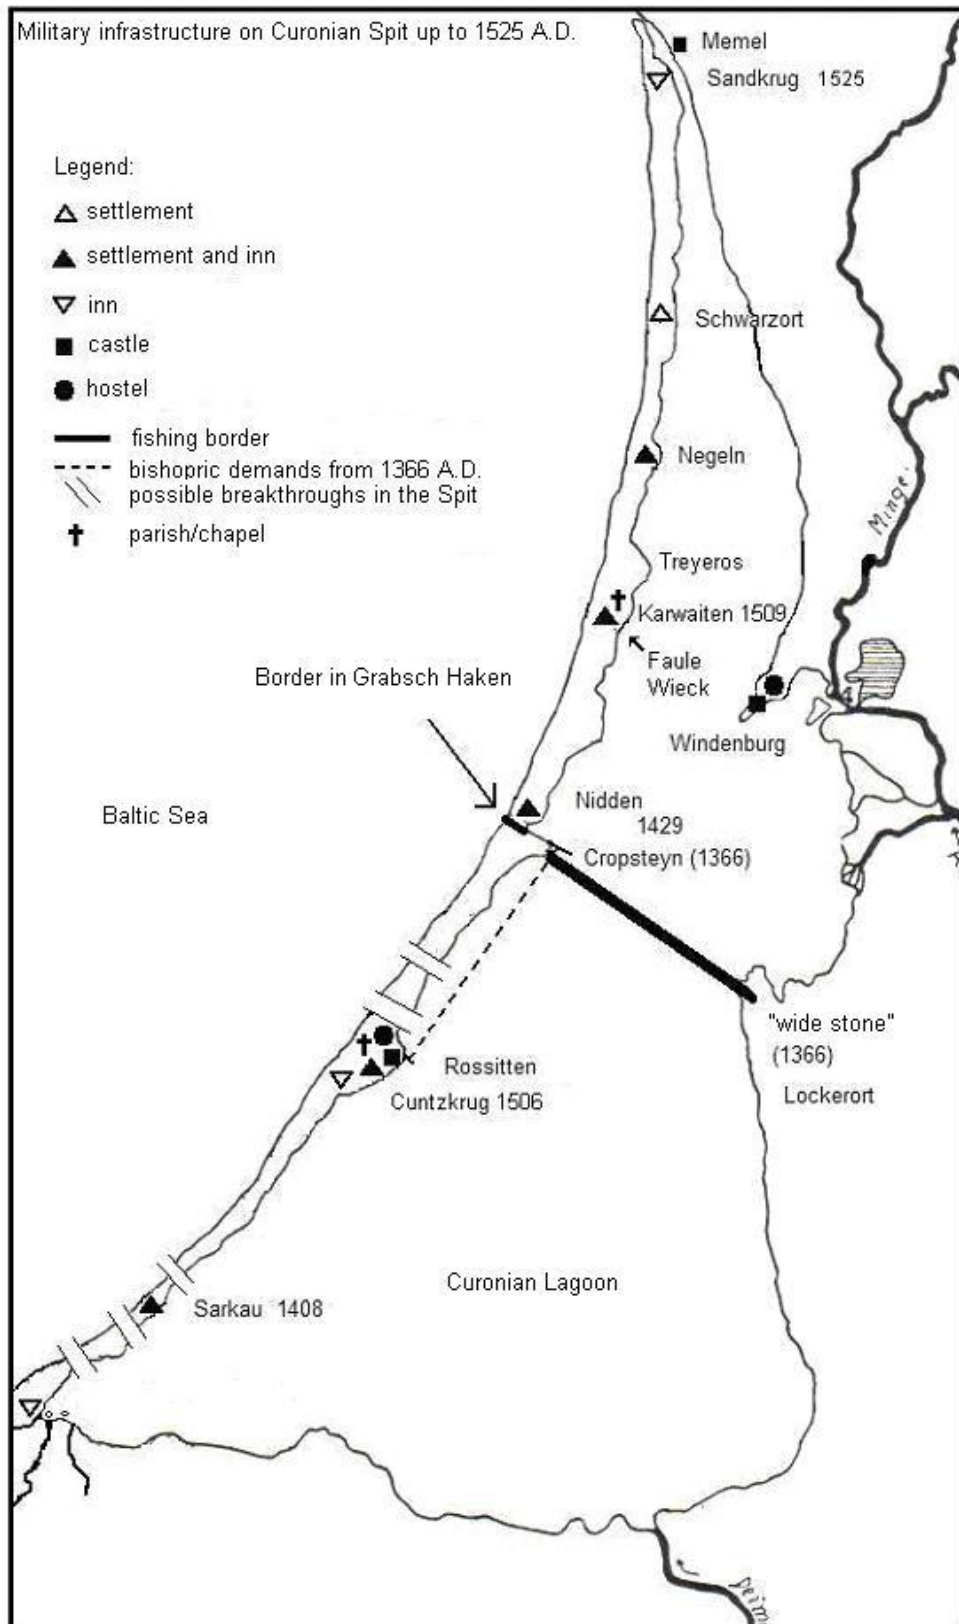 Military infrastructure on Curonian Spit up to 1525 A.D.
Memel
Sandkrug 1525
Legend:
settlement
settlement and inn
inn
castle
hostel
fishing border
bishopric demands from 1366 A.D.
possible breakthroughs in the Spit
parish/chapel
Schwarzort
Negeln
Minge.
Treyeros
Karwaiten 1509
Faule
Wieck
Border in Grabsch Haken
Windenburg
Baltic Sea
Nidden
1429
Cropsteyn (1366)
"wide stone"
(1366)
Lockerort
Rossitten
Cuntzkrug 1506
Curonian Lagoon
Sarkau 1408
Deim